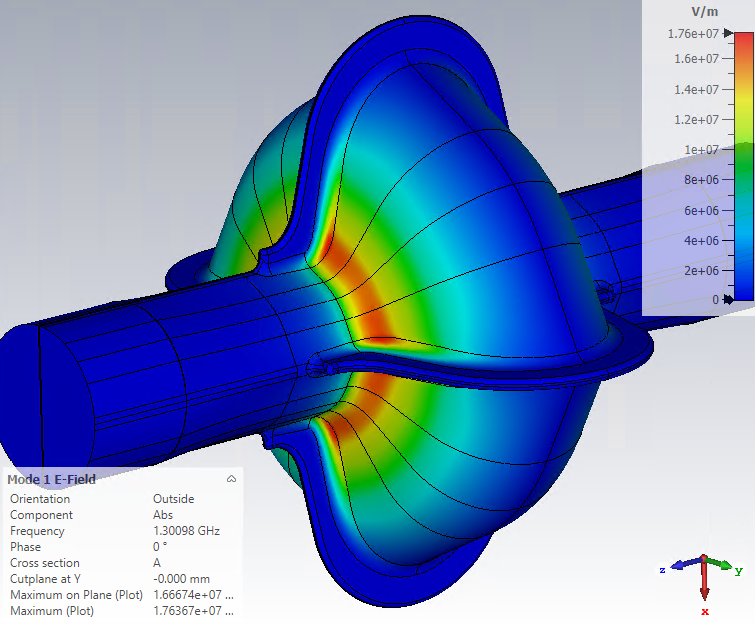 V/m
1.76e+07
1.6e+07
1.4e+07
1.2e+07
1e+07
8e+06
6e+06
4e+06
2e+06
0
Mode 1 E-Field
Orientation Outside
Component Abs
Frequency 1.30098 GHz
Phase 0 °
Cross section A
Cutplane at Y -0.000 mm
Maximum on Plane (Plot) 1.66674e+07 ...
Maximum (Plot) 1.76367e+07 ...
z
y
x